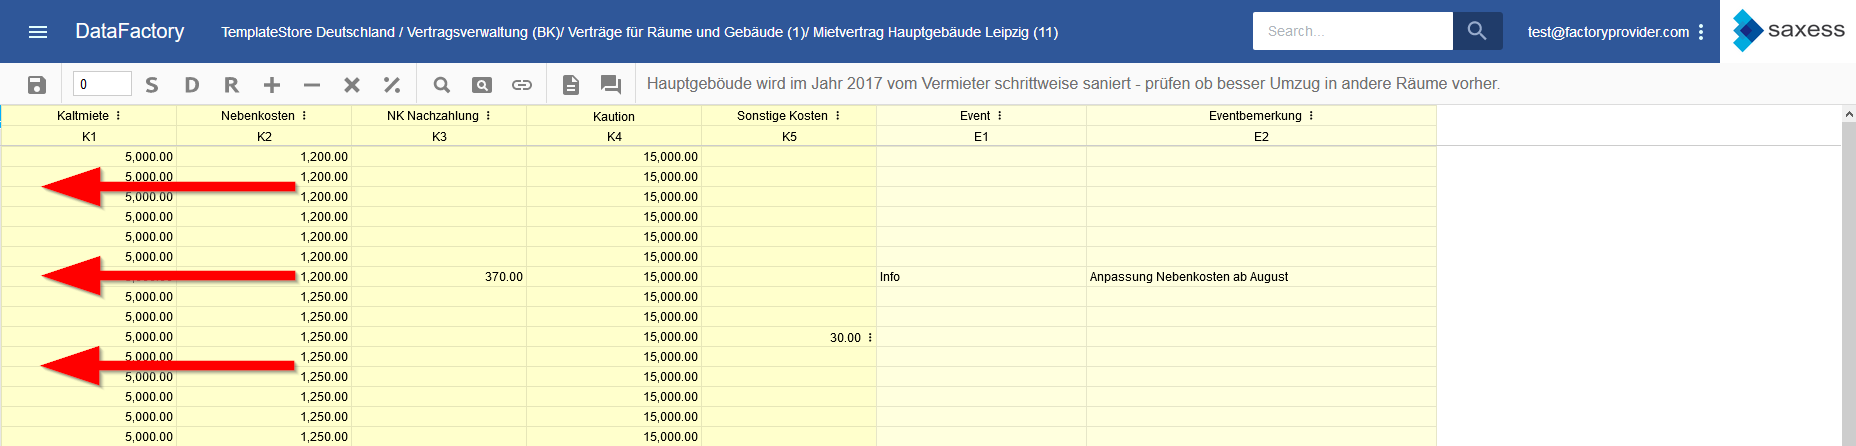 DataFactory TemplateStore Deutschland / Vertragsverwaltung (BK)/ Verträge für Räume und Gebäude (1)/ Mietvertrag Hauptgebäude Leipzig (11) Search... test@factoryprovider.com saxess
0 S D R Hauptgeböude wird im Jahr 2017 vom Vermieter schrittweise saniert - prüfen ob besser Umzug in andere Räume vorher.
Kaltmiete Nebenkosten NK Nachzahlung Kaution Sonstige Kosten Event Eventbemerkung
K1 K2 K3 K4 K5 E1 E2
5,000.00 1,200.00 15,000.00
5,000.00 1,200.00 15,000.00
5,000.00 1,200.00 15,000.00
5,000.00 1,200.00 15,000.00
5,000.00 1,200.00 15,000.00
5,000.00 1,200.00 15,000.00
1,200.00 370.00 15,000.00 Info Anpassung Nebenkosten ab August
5,000.00 1,250.00 15,000.00
5,000.00 1,250.00 15,000.00
5,000.00 1,250.00 15,000.00 30.00
5,000.00 1,250.00 15,000.00
5,000.00 1,250.00 15,000.00
5,000.00 1,250.00 15,000.00
5,000.00 1,250.00 15,000.00
5,000.00 1,250.00 15,000.00